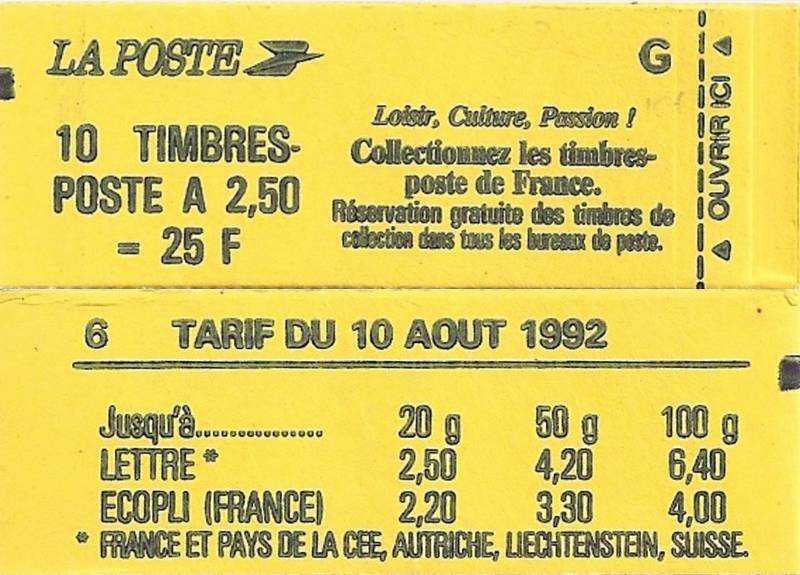 LA POSTE
G
10 TIMBRES-
POSTE A 2,50
= 25 F
Loisir, Culture, Passion !
Collectionnez les timbres-
poste de France.
Réservation gratuite des timbres de
collection dans tous les bureaux de poste.
OUVRIR ICI
6 TARIF DU 10 AOUT 1992
Jusqu'à............... 20 g 50 g 100 g
LETTRE * 2,50 4,20 6,40
ECOPLI (FRANCE) 2,20 3,30 4,00
* FRANCE ET PAYS DE LA CEE, AUTRICHE, LIECHTENSTEIN, SUISSE.